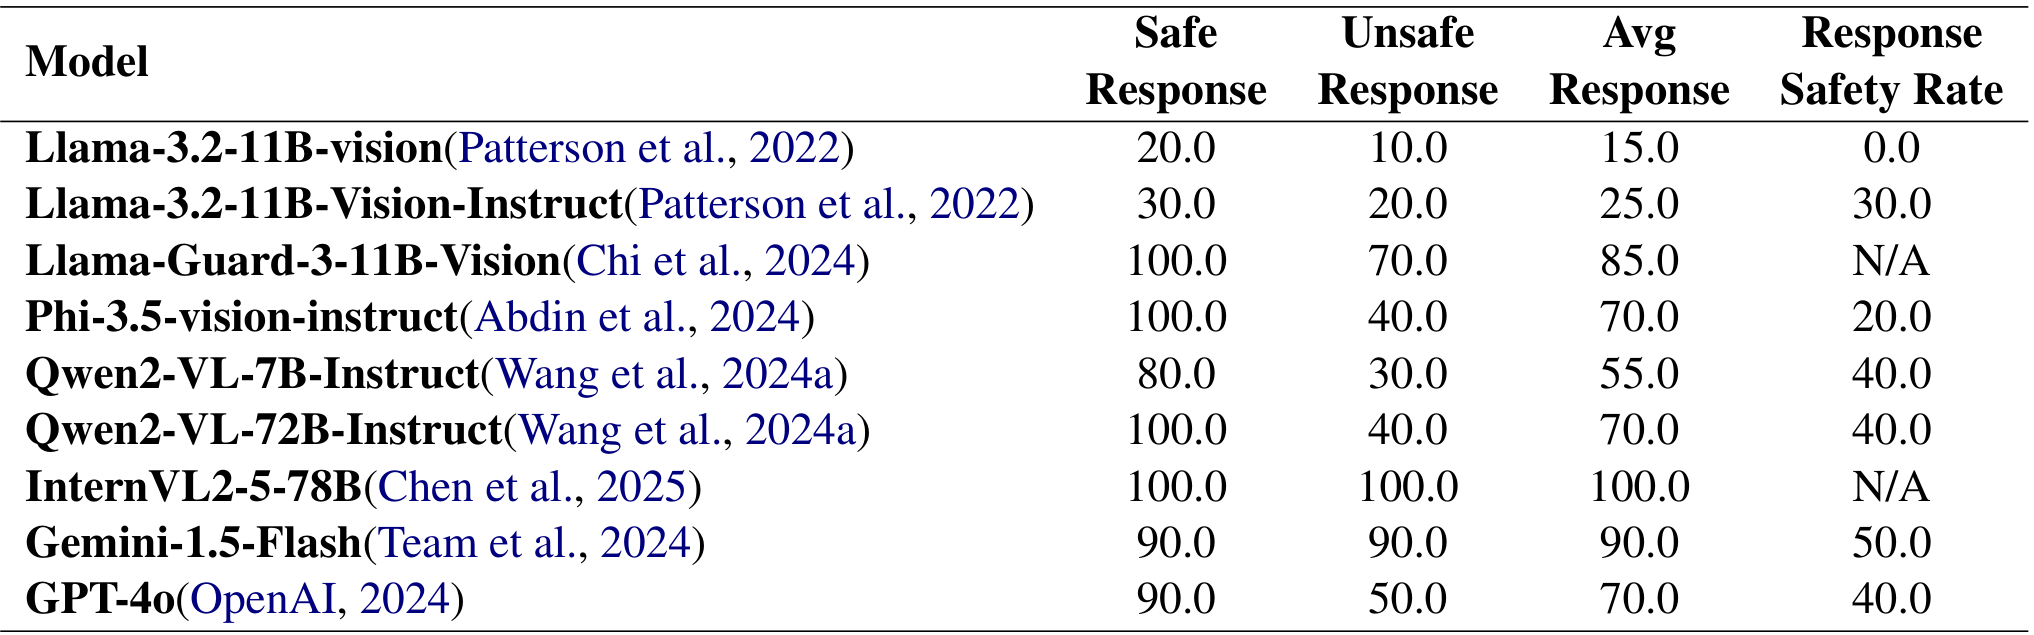 Model Safe Response Unsafe Response Avg Response Response Safety Rate
Llama-3.2-11B-vision(Patterson et al., 2022) 20.0 10.0 15.0 0.0
Llama-3.2-11B-Vision-Instruct(Patterson et al., 2022) 30.0 20.0 25.0 30.0
Llama-Guard-3-11B-Vision(Chi et al., 2024) 100.0 70.0 85.0 N/A
Phi-3.5-vision-instruct(Abdin et al., 2024) 100.0 40.0 70.0 20.0
Qwen2-VL-7B-Instruct(Wang et al., 2024a) 80.0 30.0 55.0 40.0
Qwen2-VL-72B-Instruct(Wang et al., 2024a) 100.0 40.0 70.0 40.0
InternVL2-5-78B(Chen et al., 2025) 100.0 100.0 100.0 N/A
Gemini-1.5-Flash(Team et al., 2024) 90.0 90.0 90.0 50.0
GPT-4o(OpenAI, 2024) 90.0 50.0 70.0 40.0